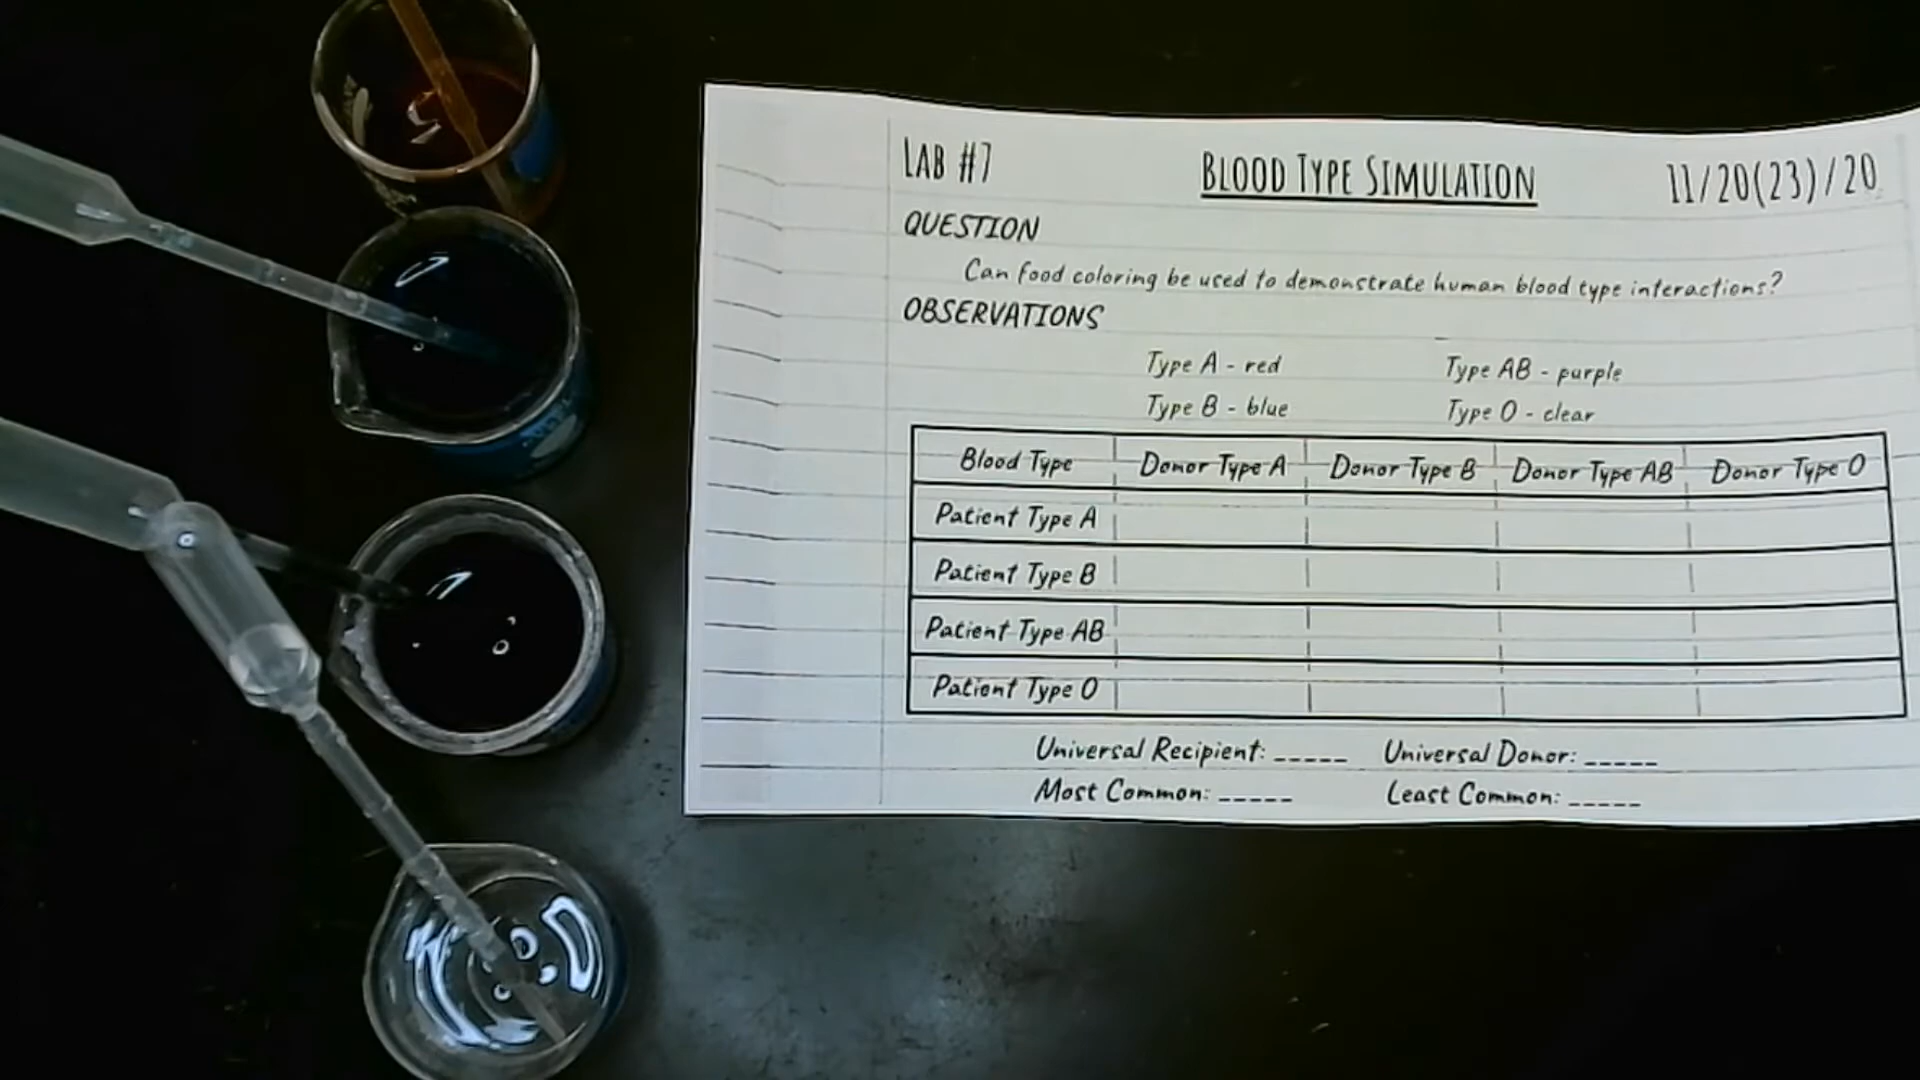 LAB #7 BLOOD TYPE SIMULATION 11/20(23)/20
QUESTION
Can food coloring be used to demonstrate human blood type interactions?
OBSERVATIONS
Type A - red Type AB - purple
Type B - blue Type O - clear
Blood Type Donor Type A Donor Type B Donor Type AB Donor Type O
Patient Type A
Patient Type B
Patient Type AB
Patient Type O
Universal Recipient: _____ Universal Donor: _____
Most Common: _____ Least Common: _____